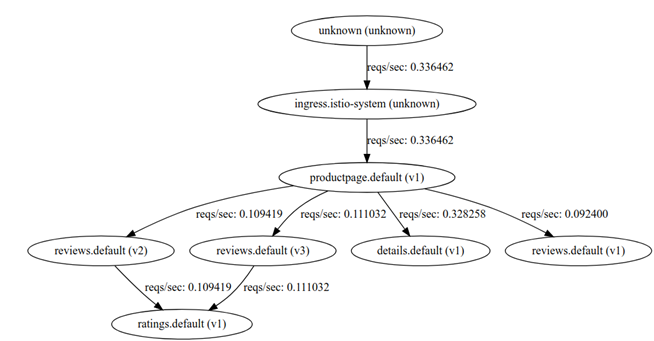 unknown (unknown)
reqs/sec: 0.336462
ingress.istio-system (unknown)
reqs/sec: 0.336462
productpage.default (v1)
reqs/sec: 0.109419
reqs/sec: 0.111032
reqs/sec: 0.328258
reqs/sec: 0.092400
reviews.default (v2)
reviews.default (v3)
details.default (v1)
reviews.default (v1)
reqs/sec: 0.109419
reqs/sec: 0.111032
ratings.default (v1)